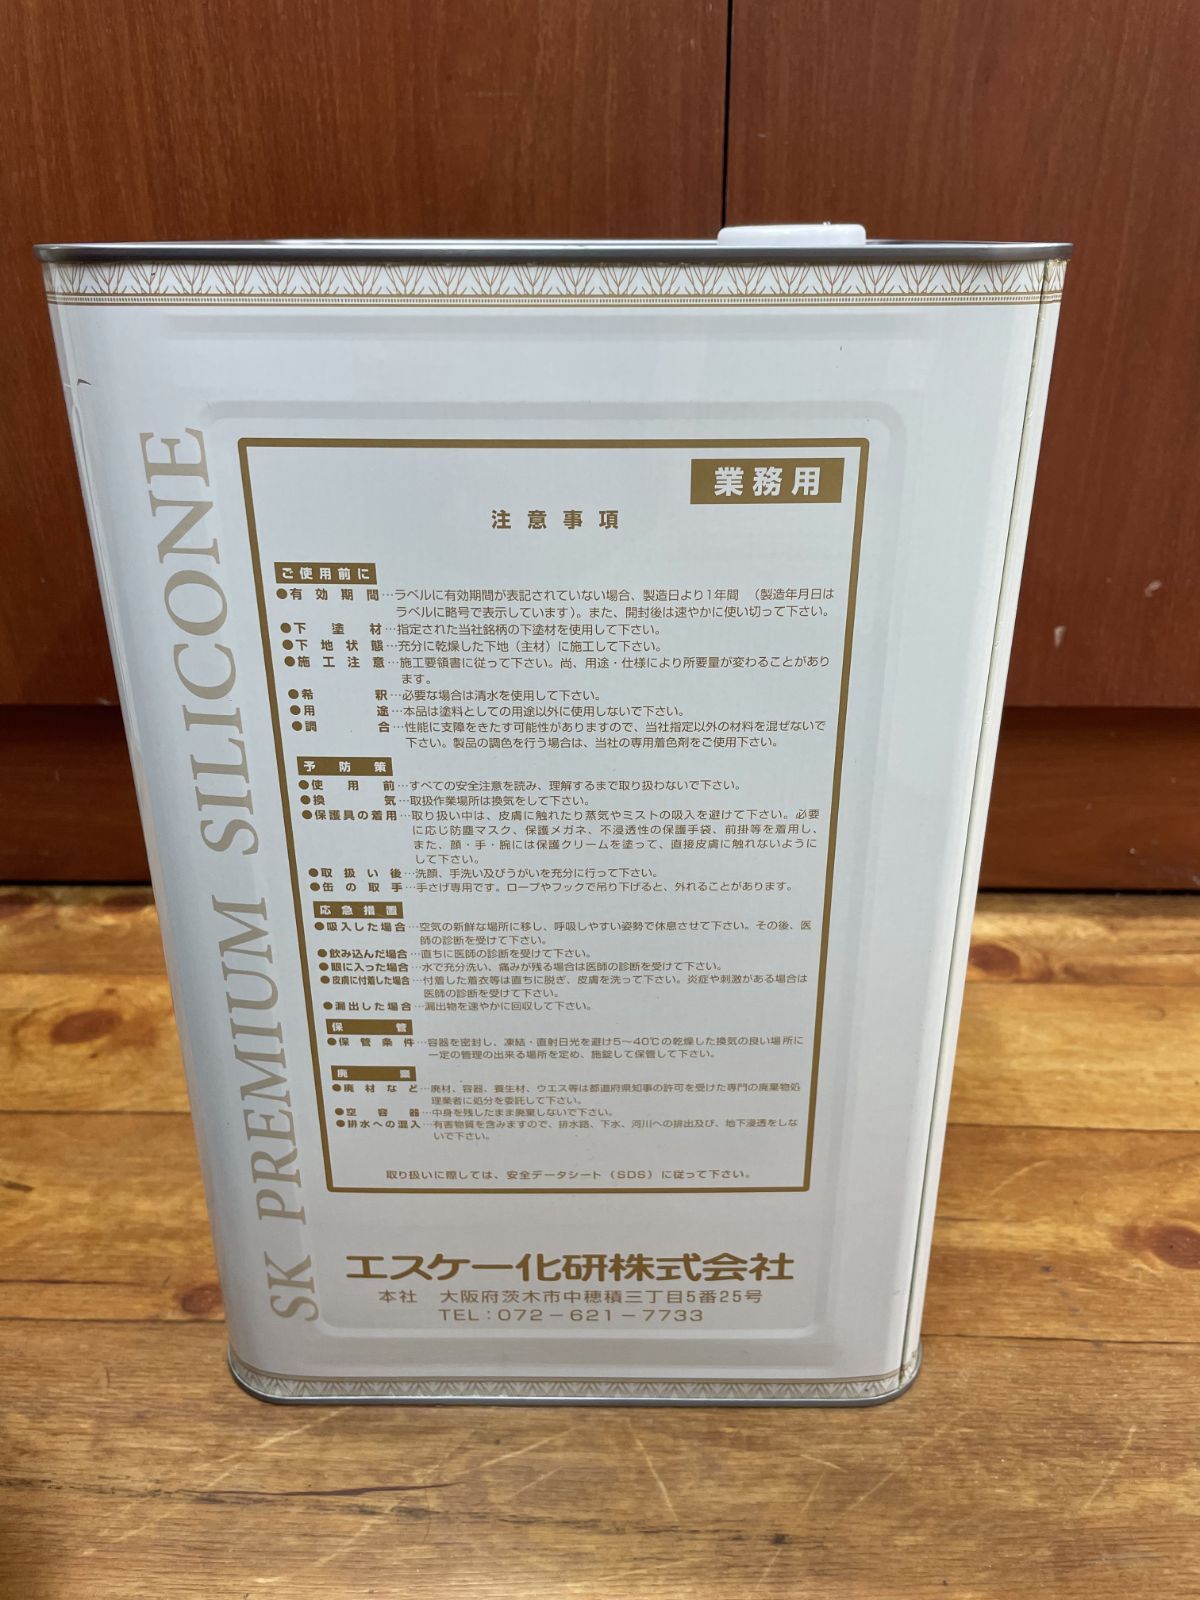 SK PREMIUM SILICONE
業務用
注意事項
ご使用前に
●有効期間…ラベルに有効期間が表記されていない場合、製造日より1年間 (製造年月日は
ラベルに略号で表示しています)。また、開封後は速やかに使い切って下さい。
●下塗材…指定された当社銘柄の下塗材を使用して下さい。
●下地状態…充分に乾燥した下地(主材)に施工して下さい。
●施工注意…施工要領書に従って下さい。尚、用途・仕様により所要量が変わることがあり
ます。
●希釈…必要な場合は清水を使用して下さい。
●用途…本品は塗料としての用途以外に使用しないで下さい。
●調合…性能に支障をきたす可能性がありますので、当社指定以外の材料を混ぜないで
下さい。製品の調色を行う場合は、当社の専用着色剤をご使用下さい。
予防策
●使用前…すべての安全注意を読み、理解するまで取り扱わないで下さい。
●換気…取扱作業場所は換気をして下さい。
●保護具の着用…取り扱い中は、皮膚に触れたり蒸気やミストの吸入を避けて下さい。必要
に応じ防塵マスク、保護メガネ、不浸透性の保護手袋、前掛等を着用し、
また、顔・手・腕には保護クリームを塗って、直接皮膚に触れないように
して下さい。
●取扱い後…洗顔、手洗い及びうがいを充分に行って下さい。
●缶の取手…手さげ専用です。ロープやフックで吊り下げると、外れることがあります。
応急措置
●吸入した場合…空気の新鮮な場所に移し、呼吸しやすい姿勢で休息させて下さい。その後、医
師の診断を受けて下さい。
●飲み込んだ場合…直ちに医師の診断を受けて下さい。
●眼に入った場合…水で充分洗い、痛みが残る場合は医師の診断を受けて下さい。
●皮膚に付着した場合…付着した着衣等は直ちに脱ぎ、皮膚を洗って下さい。炎症や刺激がある場合は
医師の診断を受けて下さい。
●漏出した場合…漏出物を速やかに回収して下さい。
保管
●保管条件…容器を密封し、凍結・直射日光を避け5～40℃の乾燥した換気の良い場所に
一定の管理の出来る場所を定め、施錠して保管して下さい。
廃棄
●廃材など…廃材、容器、養生材、ウエス等は都道府県知事の許可を受けた専門の廃棄物処
理業者に処分を委託して下さい。
●空容器…中身を残したまま廃棄しないで下さい。
●排水への混入…有害物質を含みますので、排水路、下水、河川への排出及び、地下浸透をしな
いで下さい。
取り扱いに際しては、安全データシート(SDS)に従って下さい。
エスケー化研株式会社
本社 大阪府茨木市中穂積三丁目5番25号
TEL:072-621-7733